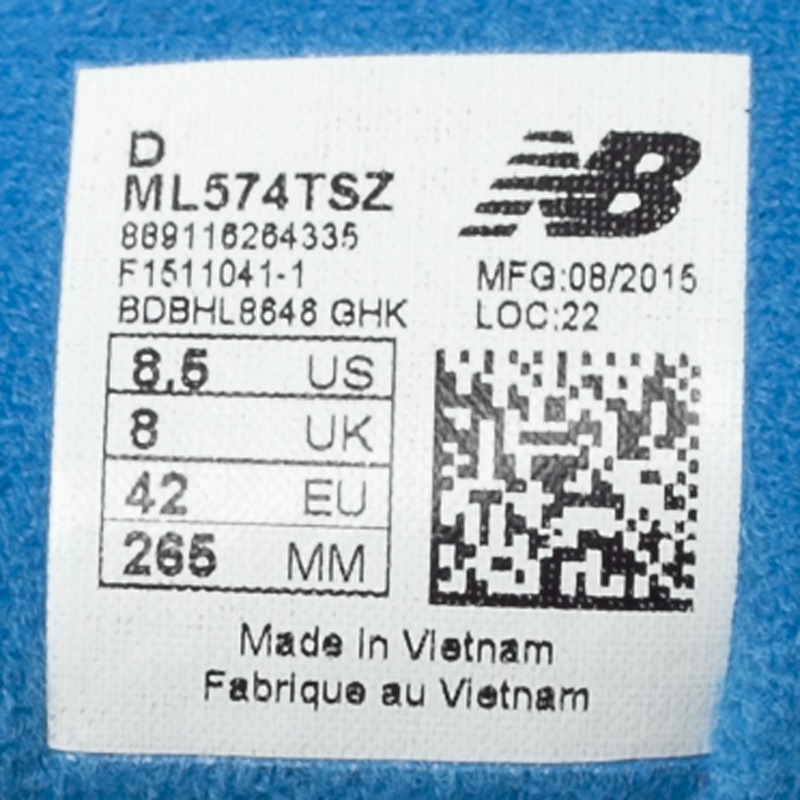 D
ML574TSZ
889116264335
F1511041-1
BDBHL8648 GHK
NB
MFG:08/2015
LOC:22
8.5 US
8 UK
42 EU
265 MM
Made in Vietnam
Fabrique au Vietnam